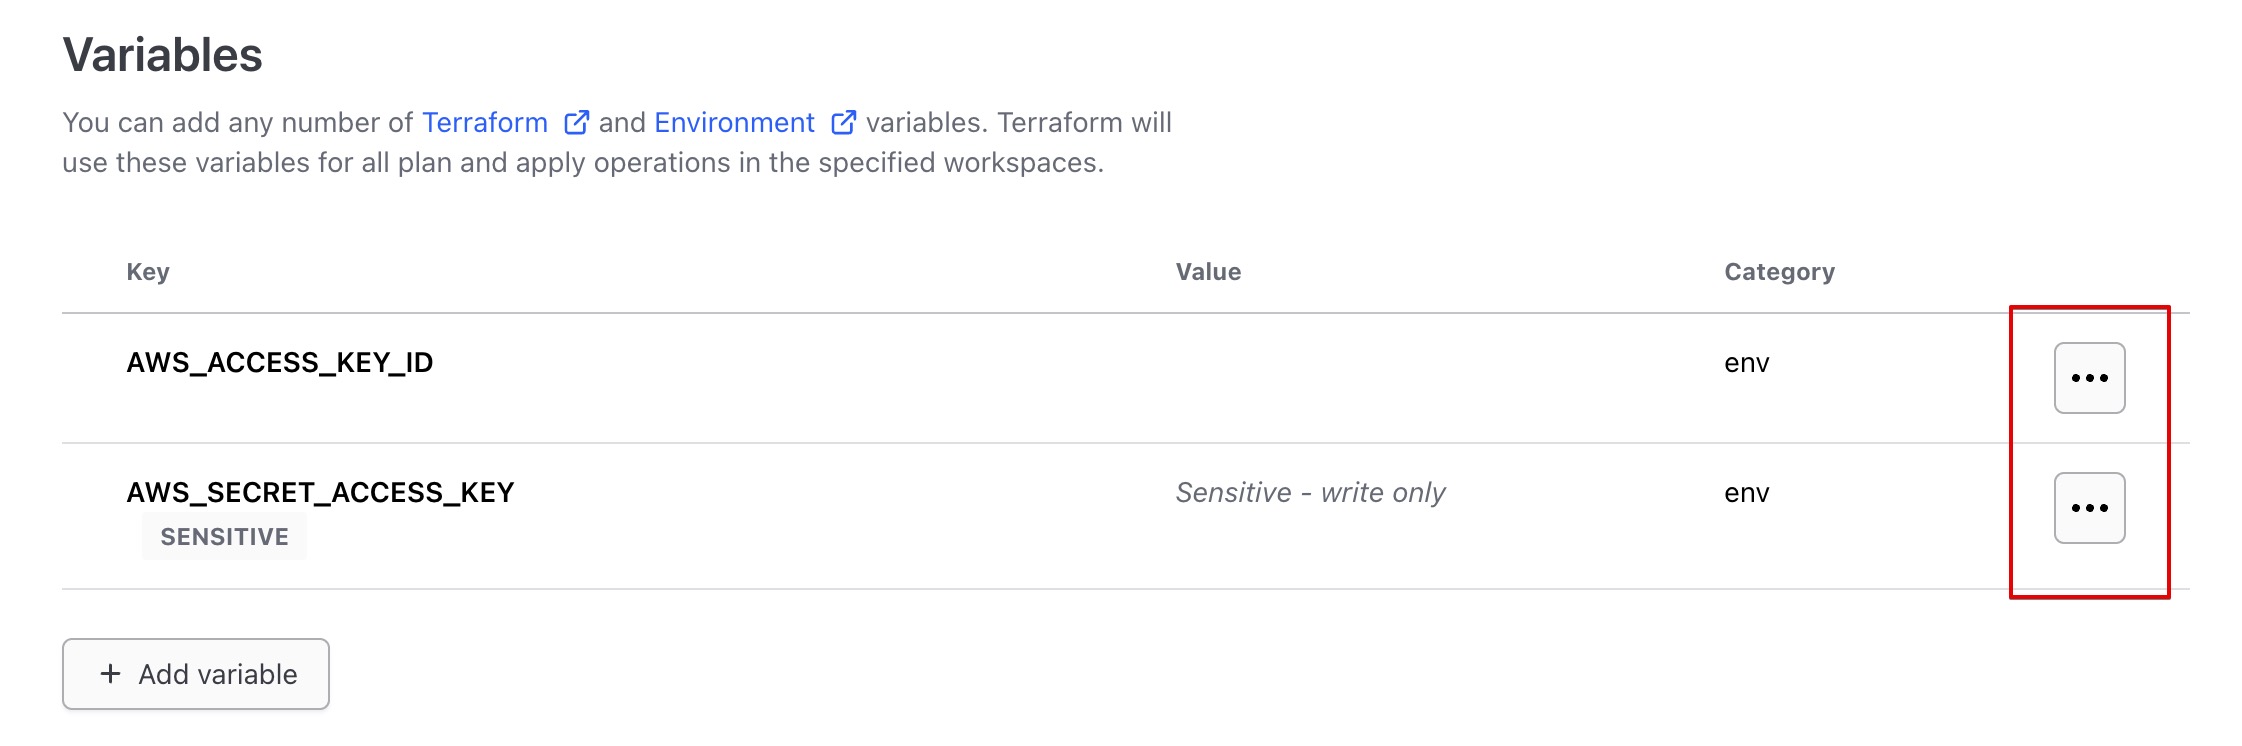 Variables
You can add any number of Terraform and Environment variables. Terraform will
use these variables for all plan and apply operations in the specified workspaces.
Key Value Category
AWS_ACCESS_KEY_ID env
AWS_SECRET_ACCESS_KEY Sensitive - write only env
SENSITIVE
+ Add variable